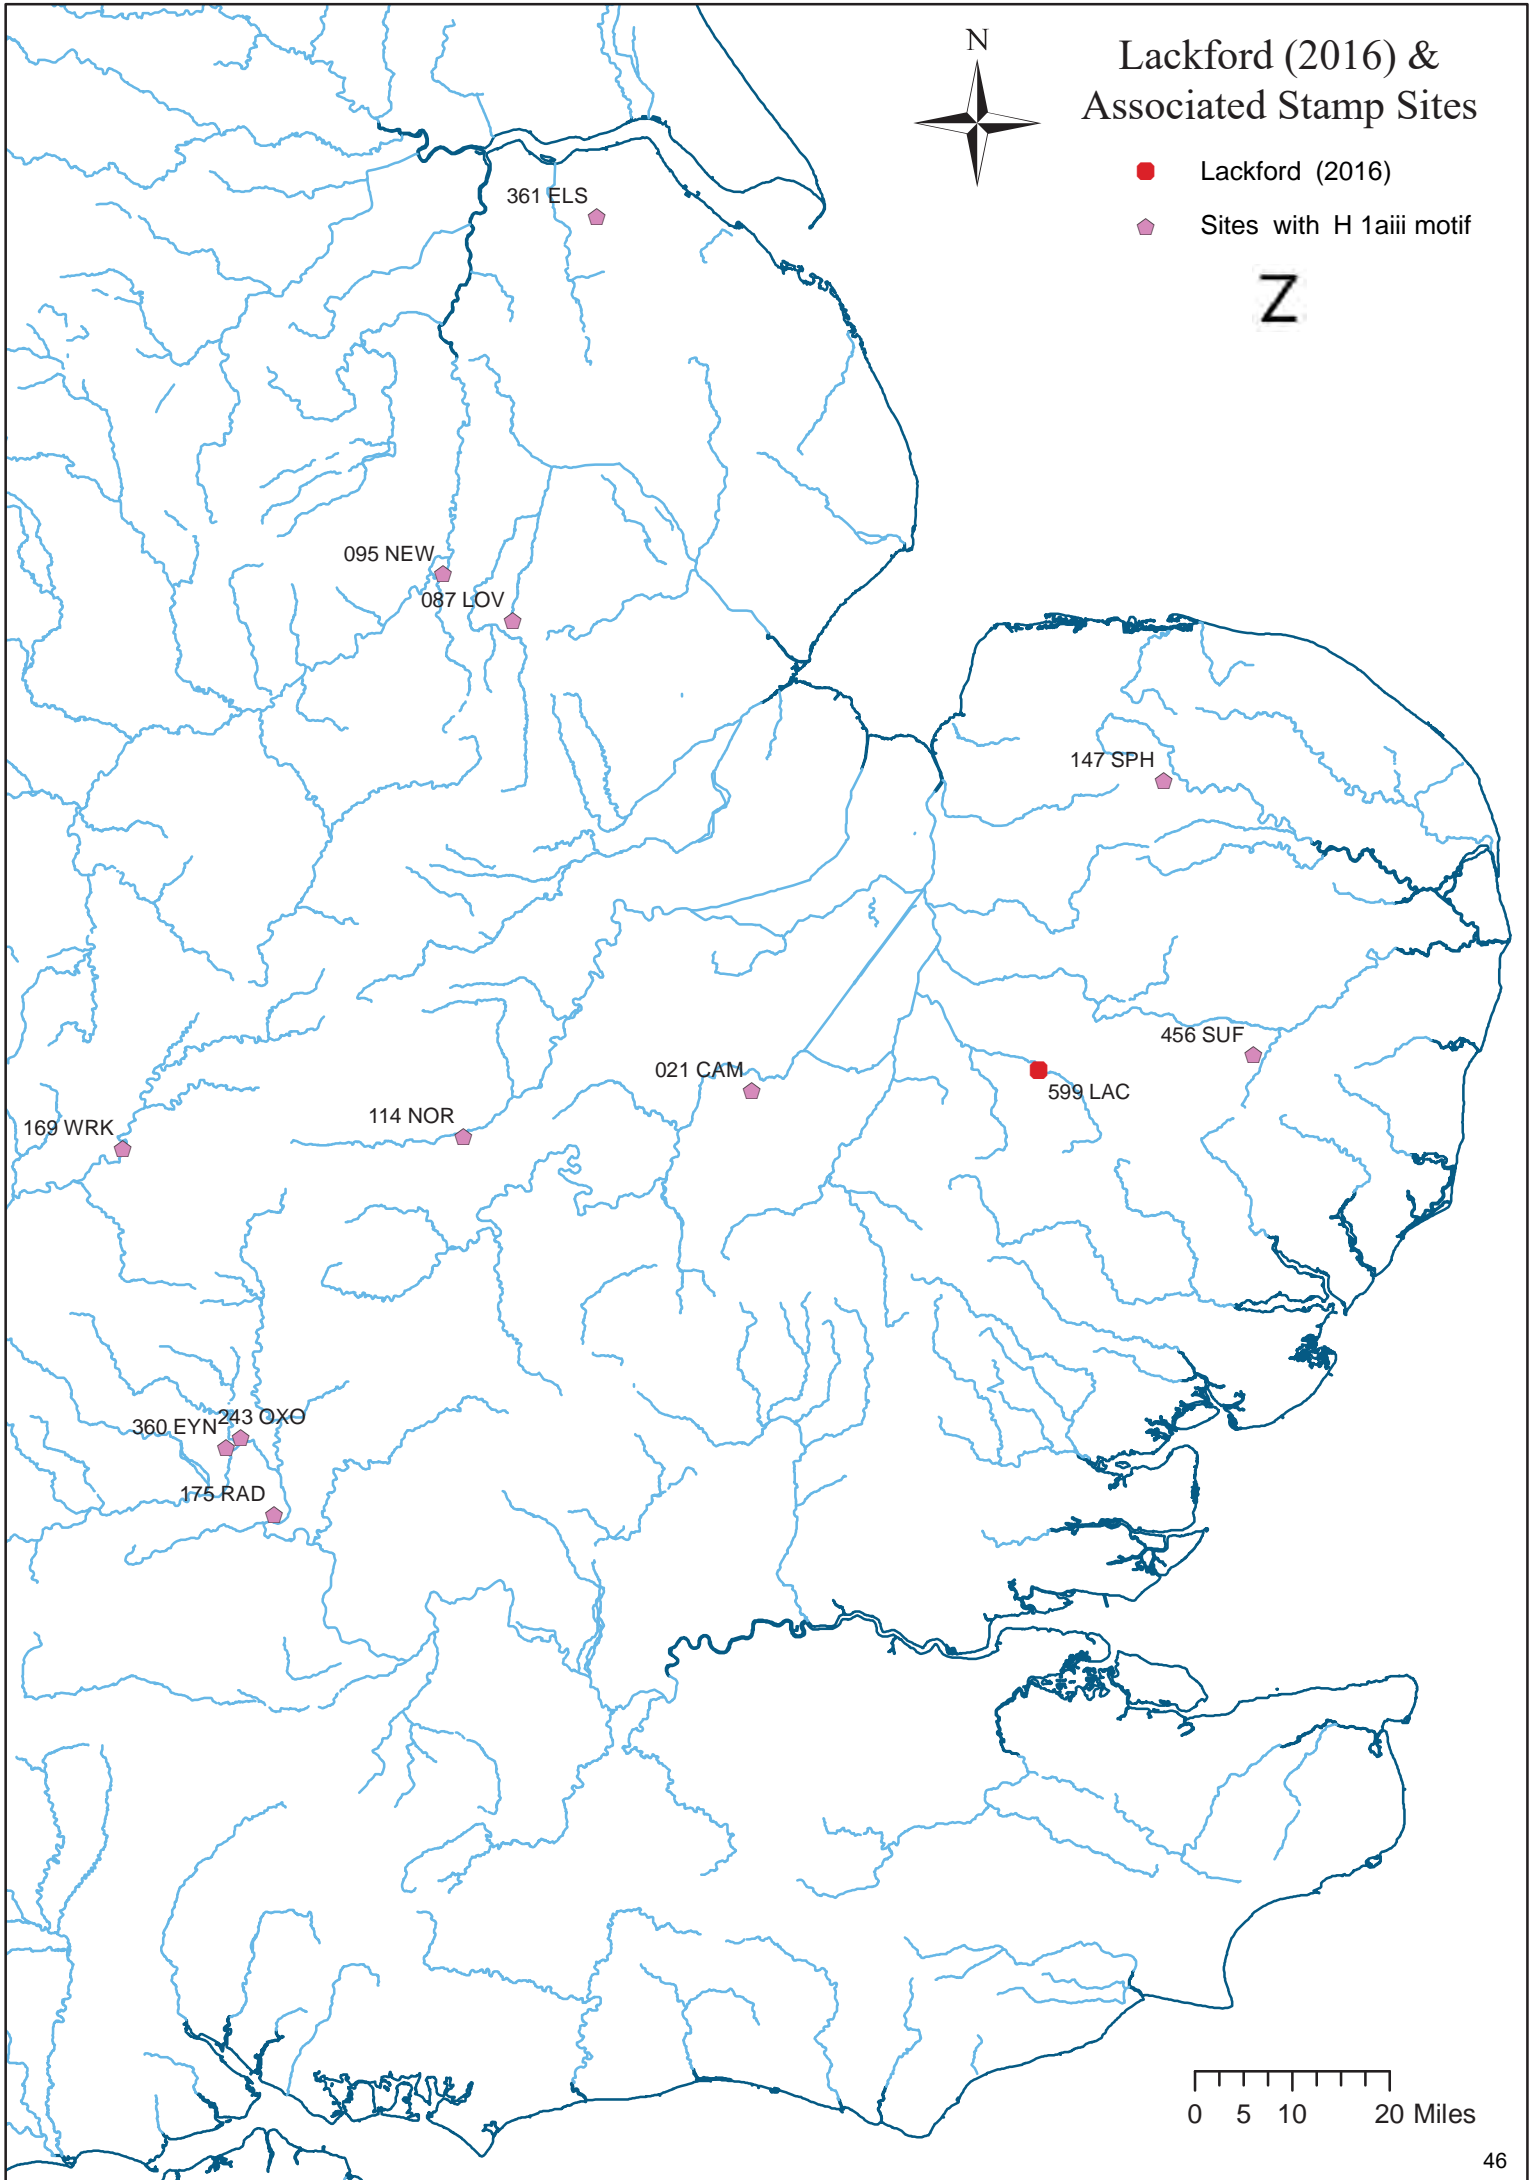 N
Lackford (2016) &
Associated Stamp Sites
Lackford (2016)
Sites with H 1aiii motif
Z
361 ELS
095 NEW
087 LOV
147 SPH
456 SUF
021 CAM
599 LAC
114 NOR
169 WRK
243 OXO
360 EYN
175 RAD
0 5 10 20 Miles
46